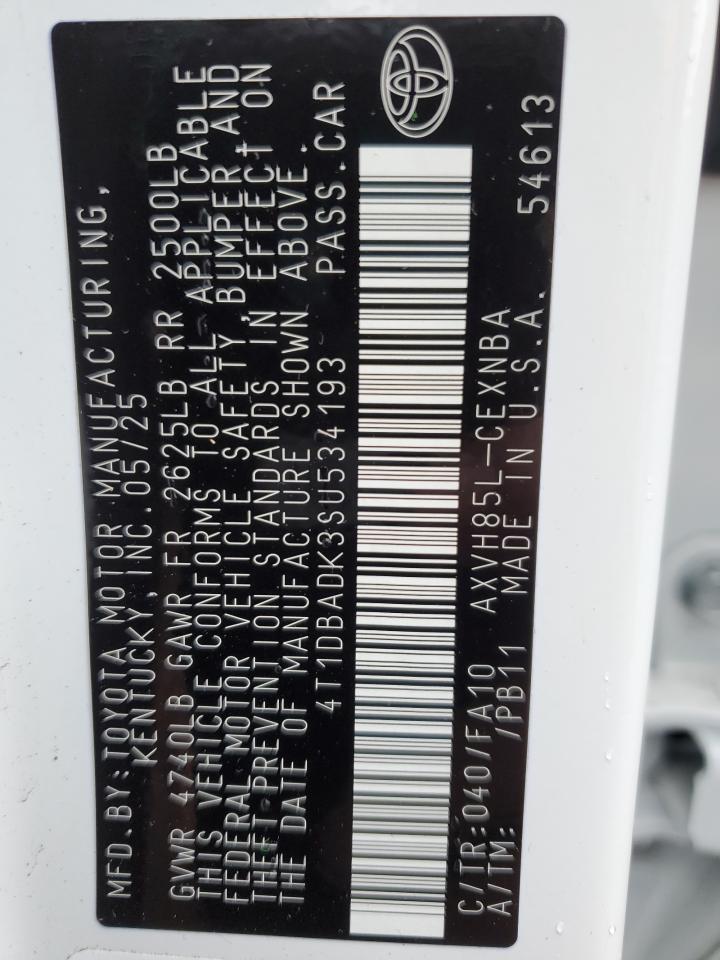 MFD.BY:TOYOTA MOTOR MANUFACTURING,
KENTUCKY, INC.05/25
GVWR 4740LB GAWR FR 2625LB RR 2500LB
THIS VEHICLE CONFORMS TO ALL APPLICABLE
FEDERAL MOTOR VEHICLE SAFETY, BUMPER AND
THEFT PREVENTION STANDARDS IN EFFECT ON
THE DATE OF MANUFACTURE SHOWN ABOVE.
4T1DBADK3SU534193 PASS.CAR
C/TR:040/FA10 AXVH85L-CEXNBA
A/TM: /PB11 MADE IN U.S.A. 54613